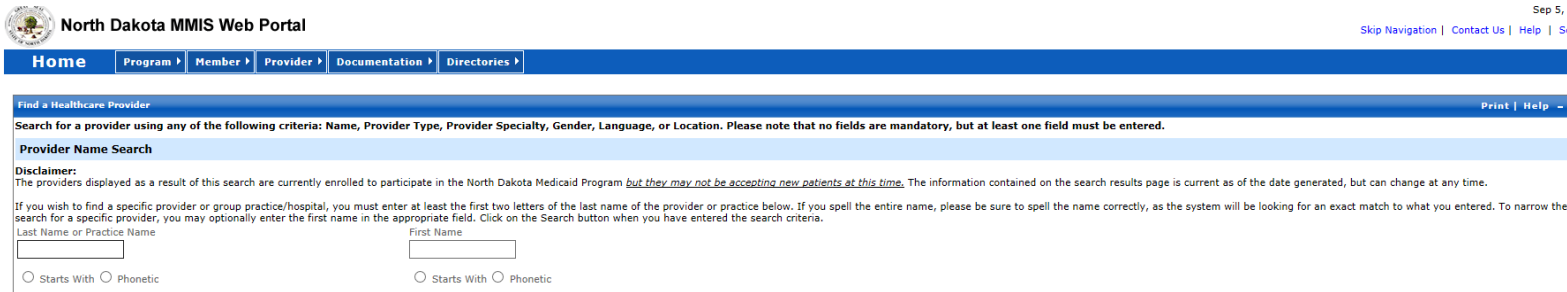 North Dakota MMIS Web Portal
Sep 5,
Skip Navigation | Contact Us | Help |
Home Program Member Provider Documentation Directories
Find a Healthcare Provider Print | Help –
Search for a provider using any of the following criteria: Name, Provider Type, Provider Specialty, Gender, Language, or Location. Please note that no fields are mandatory, but at least one field must be entered.
Provider Name Search
Disclaimer:
The providers displayed as a result of this search are currently enrolled to participate in the North Dakota Medicaid Program but they may not be accepting new patients at this time. The information contained on the search results page is current as of the date generated, but can change at any time.
If you wish to find a specific provider or group practice/hospital, you must enter at least the first two letters of the last name of the provider or practice below. If you spell the entire name, please be sure to spell the name correctly, as the system will be looking for an exact match to what you entered. To narrow the
search for a specific provider, you may optionally enter the first name in the appropriate field. Click on the Search button when you have entered the search criteria.
Last Name or Practice Name First Name
Starts With Phonetic Starts With Phonetic